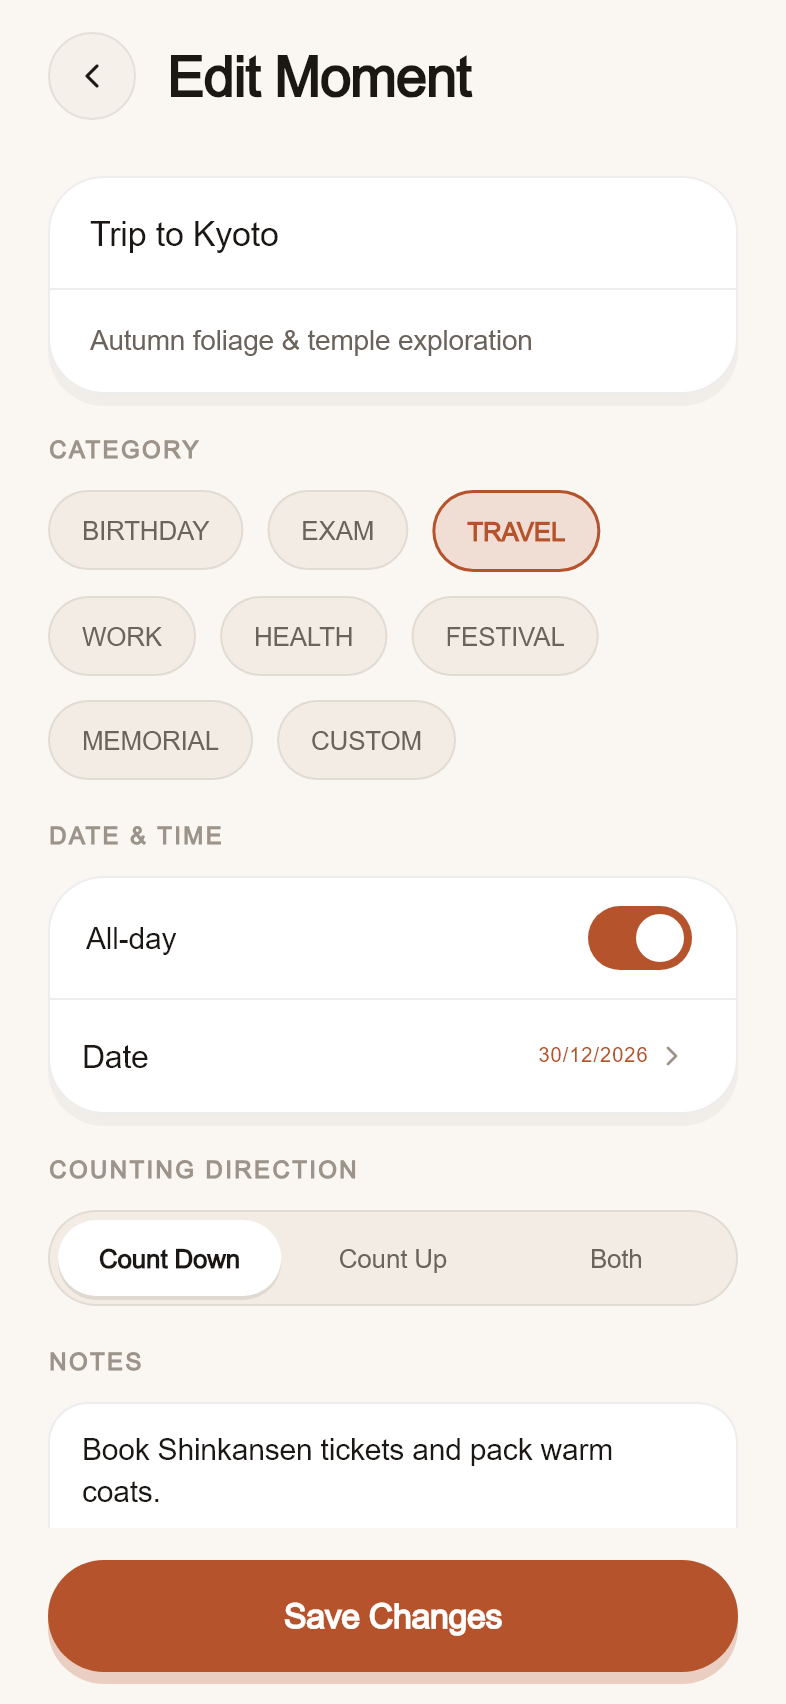 Edit Moment
Trip to Kyoto
Autumn foliage & temple exploration
CATEGORY
BIRTHDAY EXAM TRAVEL
WORK HEALTH FESTIVAL
MEMORIAL CUSTOM
DATE & TIME
All-day
Date 30/12/2026
COUNTING DIRECTION
Count Down Count Up Both
NOTES
Book Shinkansen tickets and pack warm
coats.
Save Changes